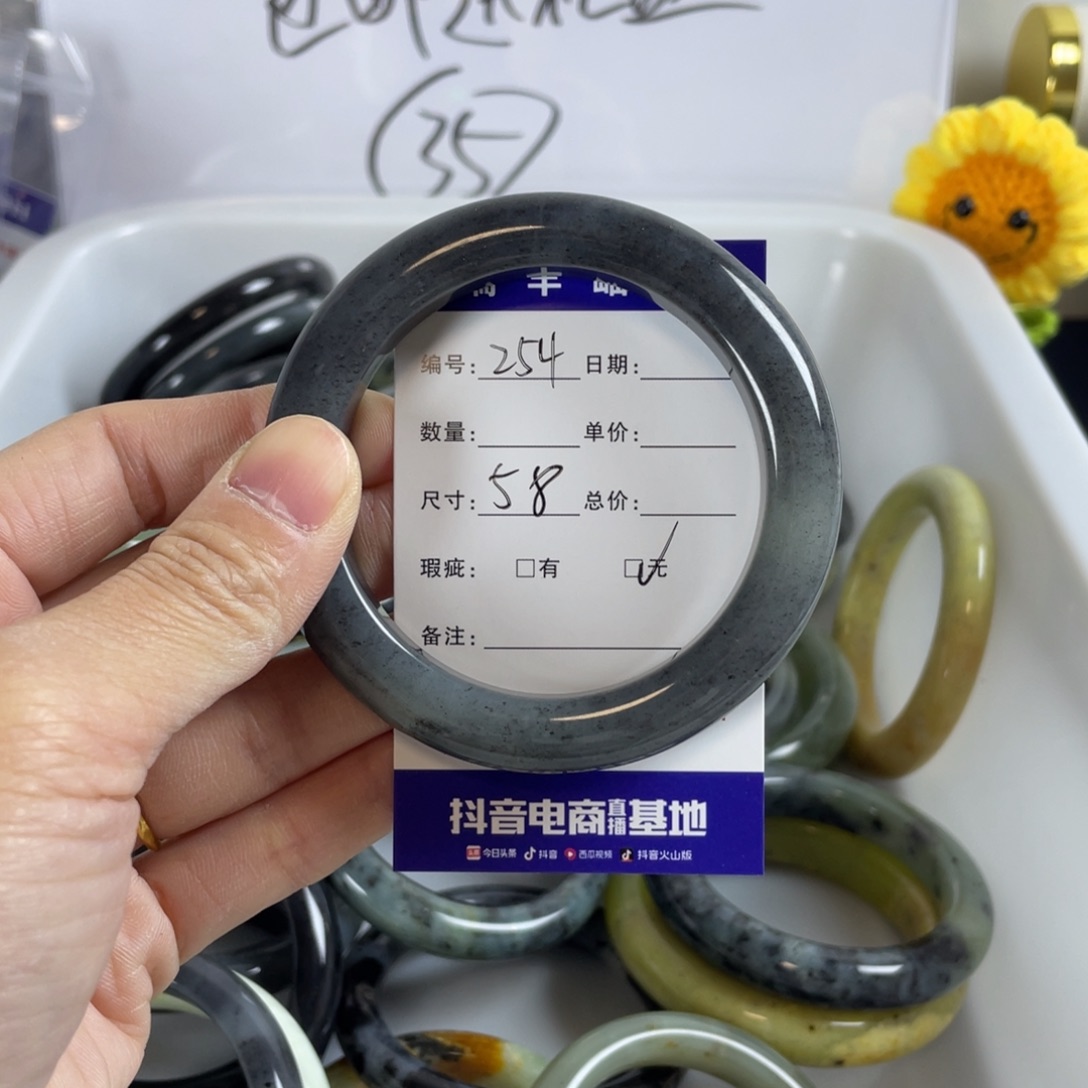 (35)
编号: 254 日期:
数量: 单价:
尺寸: 58 总价:
瑕疵: □有 □无
备注:
抖音电商直播基地
今日头条 抖音 西瓜视频 抖音火山版